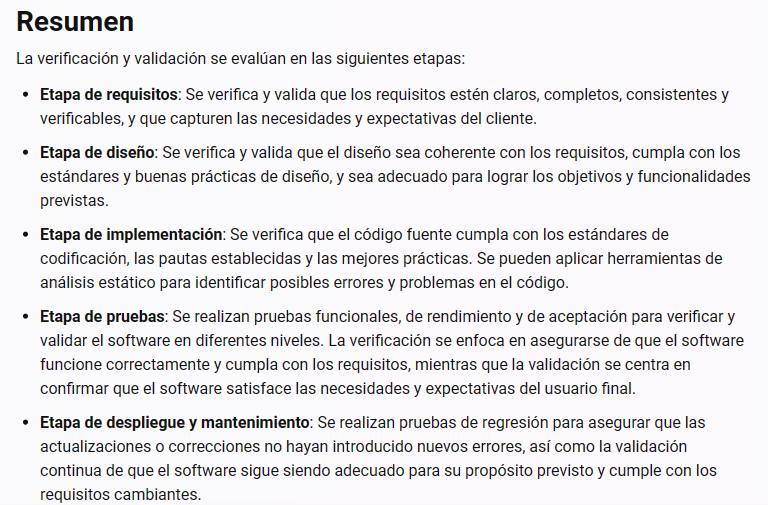 Resumen
La verificación y validación se evalúan en las siguientes etapas:
• Etapa de requisitos: Se verifica y valida que los requisitos estén claros, completos, consistentes y
verificables, y que capturen las necesidades y expectativas del cliente.
• Etapa de diseño: Se verifica y valida que el diseño sea coherente con los requisitos, cumpla con los
estándares y buenas prácticas de diseño, y sea adecuado para lograr los objetivos y funcionalidades
previstas.
• Etapa de implementación: Se verifica que el código fuente cumpla con los estándares de
codificación, las pautas establecidas y las mejores prácticas. Se pueden aplicar herramientas de
análisis estático para identificar posibles errores y problemas en el código.
• Etapa de pruebas: Se realizan pruebas funcionales, de rendimiento y de aceptación para verificar y
validar el software en diferentes niveles. La verificación se enfoca en asegurarse de que el software
funcione correctamente y cumpla con los requisitos, mientras que la validación se centra en
confirmar que el software satisface las necesidades y expectativas del usuario final.
• Etapa de despliegue y mantenimiento: Se realizan pruebas de regresión para asegurar que las
actualizaciones o correcciones no hayan introducido nuevos errores, así como la validación
continua de que el software sigue siendo adecuado para su propósito previsto y cumple con los
requisitos cambiantes.